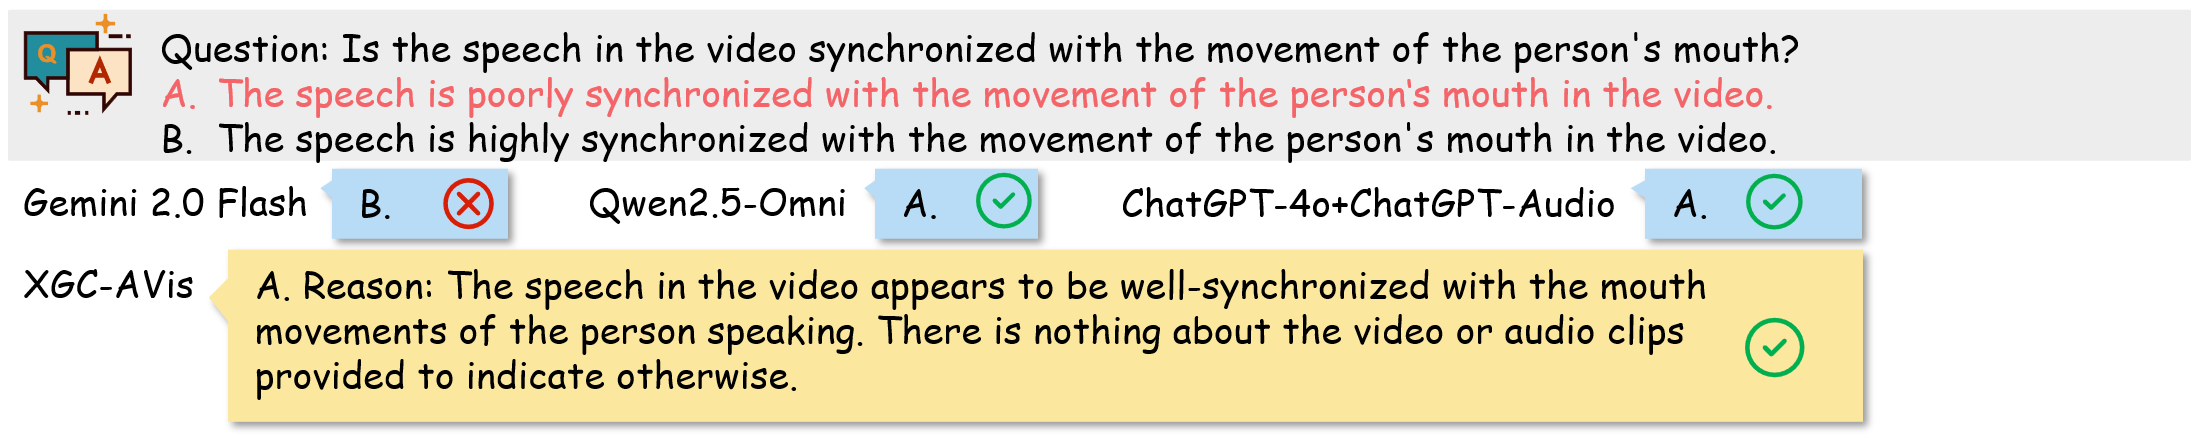 Q A
Question: Is the speech in the video synchronized with the movement of the person's mouth?
A. The speech is poorly synchronized with the movement of the person‘s mouth in the video.
B. The speech is highly synchronized with the movement of the person's mouth in the video.
Gemini 2.0 Flash B. Qwen2.5-Omni A. ChatGPT-4o+ChatGPT-Audio A.
XGC-AVis A. Reason: The speech in the video appears to be well-synchronized with the mouth
movements of the person speaking. There is nothing about the video or audio clips
provided to indicate otherwise.